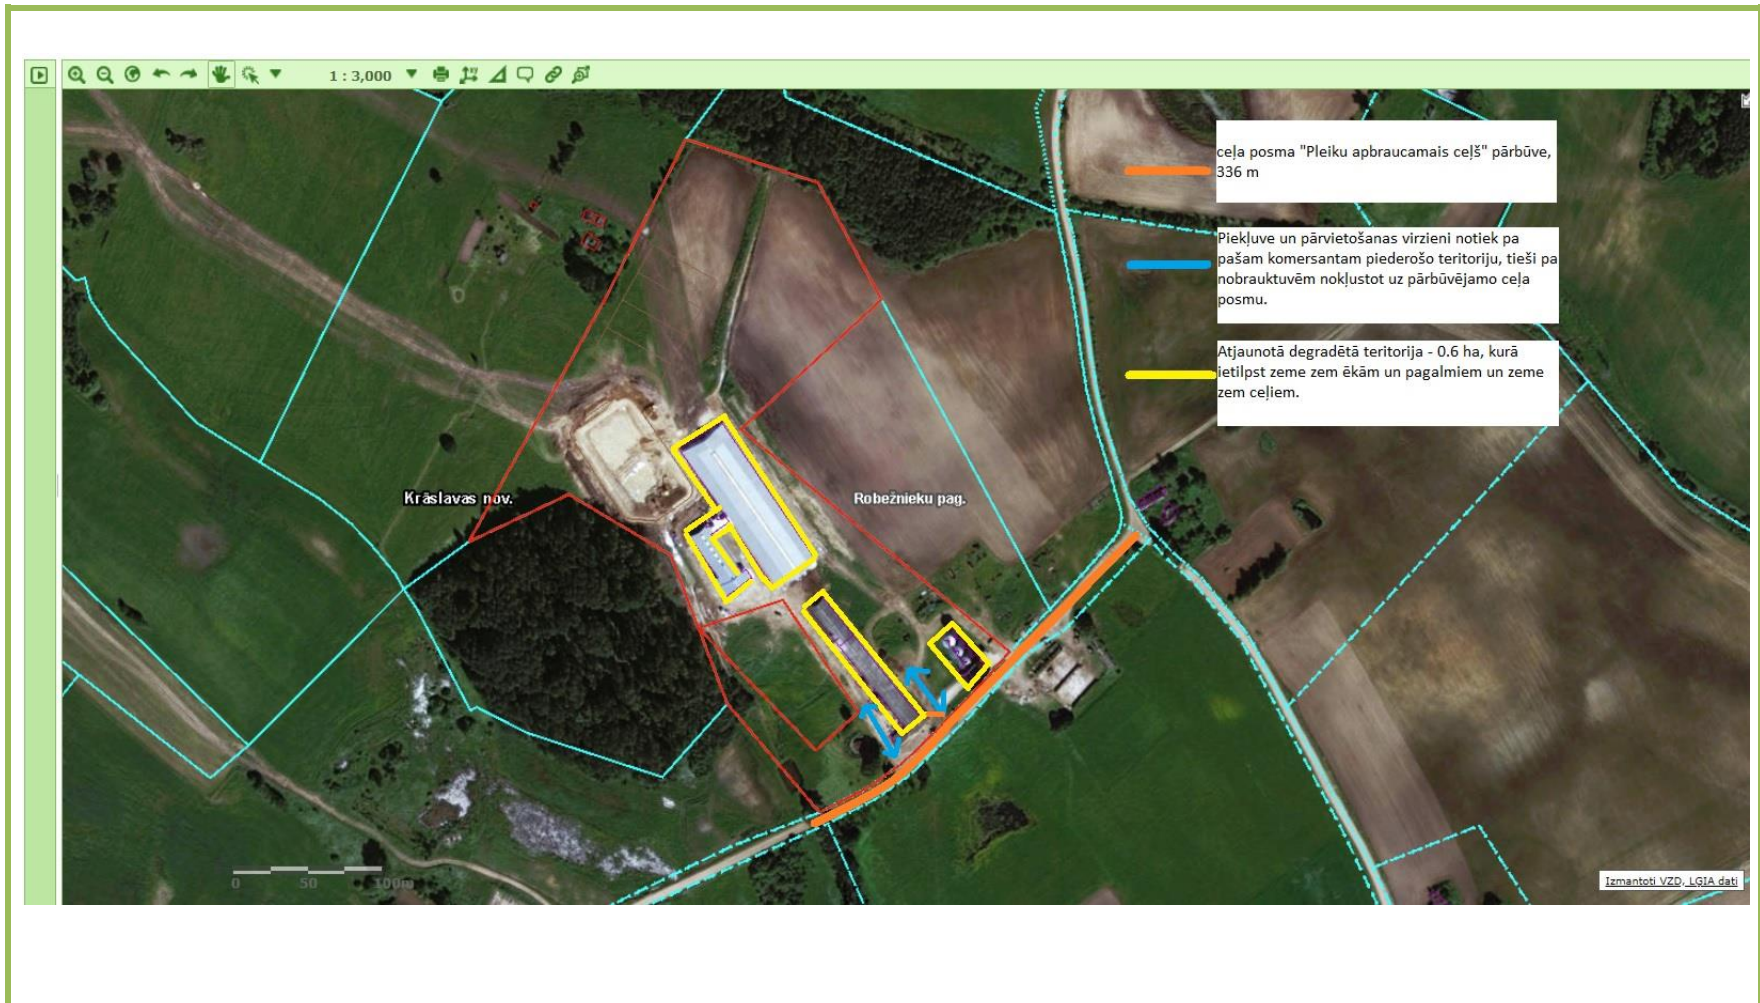 1 : 3,000
ceļa posma "Pleiku apbraucamais ceļš" pārbūve,
336 m
Piekļuve un pārvietošanas virzieni notiek pa
pašam komersantam piederošo teritoriju, tieši pa
nobrauktuvēm nokļustot uz pārbūvējamo ceļa
posmu.
Atjaunotā degradētā teritorija - 0.6 ha, kurā
ietilpst zeme zem ēkām un pagalmiem un zeme
zem ceļiem.
Krāslavas nov.
Robežnieku pag.
0 50 100m
Izmantoti VZD, LĢIA dati